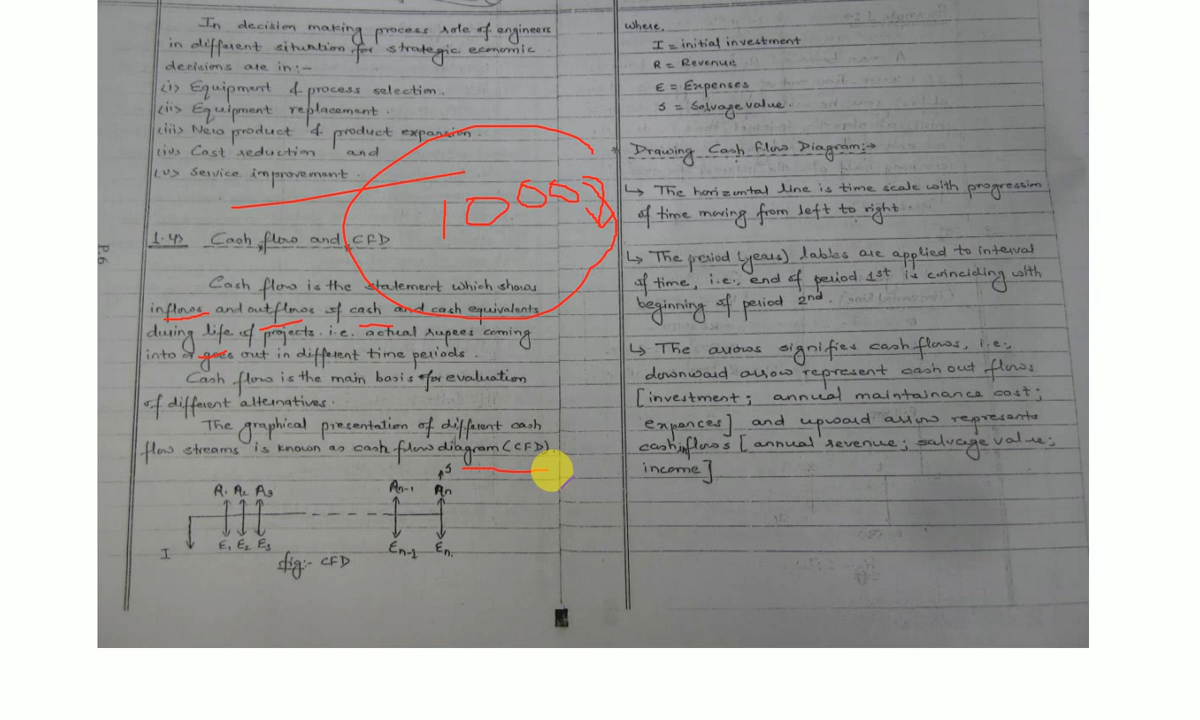 In decision making process role of engineers
in different situation for strategic economic
decisions are in:-
(i) Equipment & process selection.
(ii) Equipment replacement.
(iii) New product & product expansion.
(iv) Cost reduction and
(v) Service improvement.
10000
1.4) Cash flow and CFD
Cash flow is the statement which shows
inflows and outflows of cash and cash equivalents
during life of projects. i.e. actual rupees coming
into or goes out in different time periods.
Cash flow is the main basis for evaluation
of different alternatives.
The graphical presentation of different cash
flow streams is known as cash flow diagram (CFD).
S
R1 R2 R3 Rn-1 Rn
I E1 E2 E3 En-1 En
fig:- CFD
P.6
where,
I = initial investment
R = Revenue
E = Expenses
S = Salvage value.
Drawing Cash Flow Diagram:→
↳ The horizontal line is time scale with progression
of time moving from left to right.
↳ The period (years) lables are applied to interval
of time, i.e., end of period 1st is coinciding with
beginning of period 2nd.
↳ The arrows signifies cash flows, i.e.,
downward arrow represent cash out flows
[investment; annual maintainance cost;
expances] and upward arrow represents
cashinflows [annual revenue; salvage value;
income]